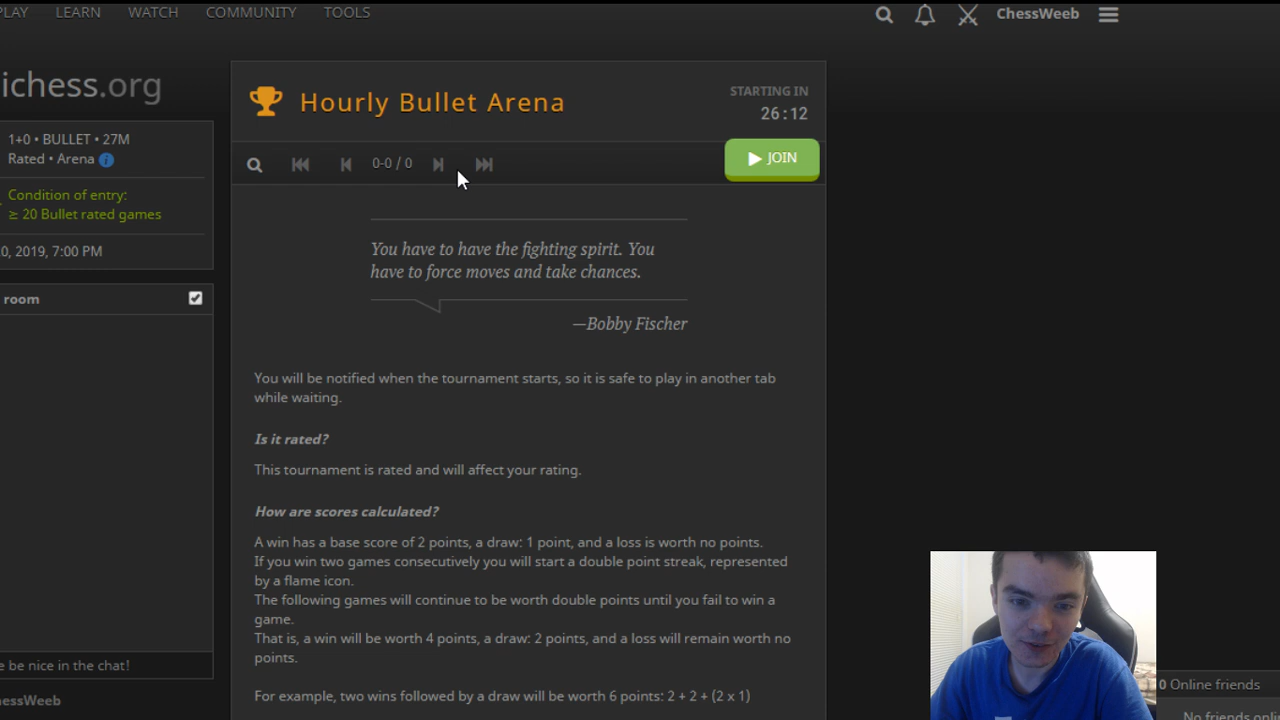 PLAY LEARN WATCH COMMUNITY TOOLS ChessWeeb
ichess.org
1+0 • BULLET • 27M
Rated • Arena
Condition of entry:
≥ 20 Bullet rated games
0, 2019, 7:00 PM
room
e be nice in the chat!
essWeeb
Hourly Bullet Arena
STARTING IN
26:12
0-0 / 0
JOIN
You have to have the fighting spirit. You
have to force moves and take chances.
—Bobby Fischer
You will be notified when the tournament starts, so it is safe to play in another tab
while waiting.
Is it rated?
This tournament is rated and will affect your rating.
How are scores calculated?
A win has a base score of 2 points, a draw: 1 point, and a loss is worth no points.
If you win two games consecutively you will start a double point streak, represented
by a flame icon.
The following games will continue to be worth double points until you fail to win a
game.
That is, a win will be worth 4 points, a draw: 2 points, and a loss will remain worth no
points.
For example, two wins followed by a draw will be worth 6 points: 2 + 2 + (2 x 1)
0 Online friends
No friends onli